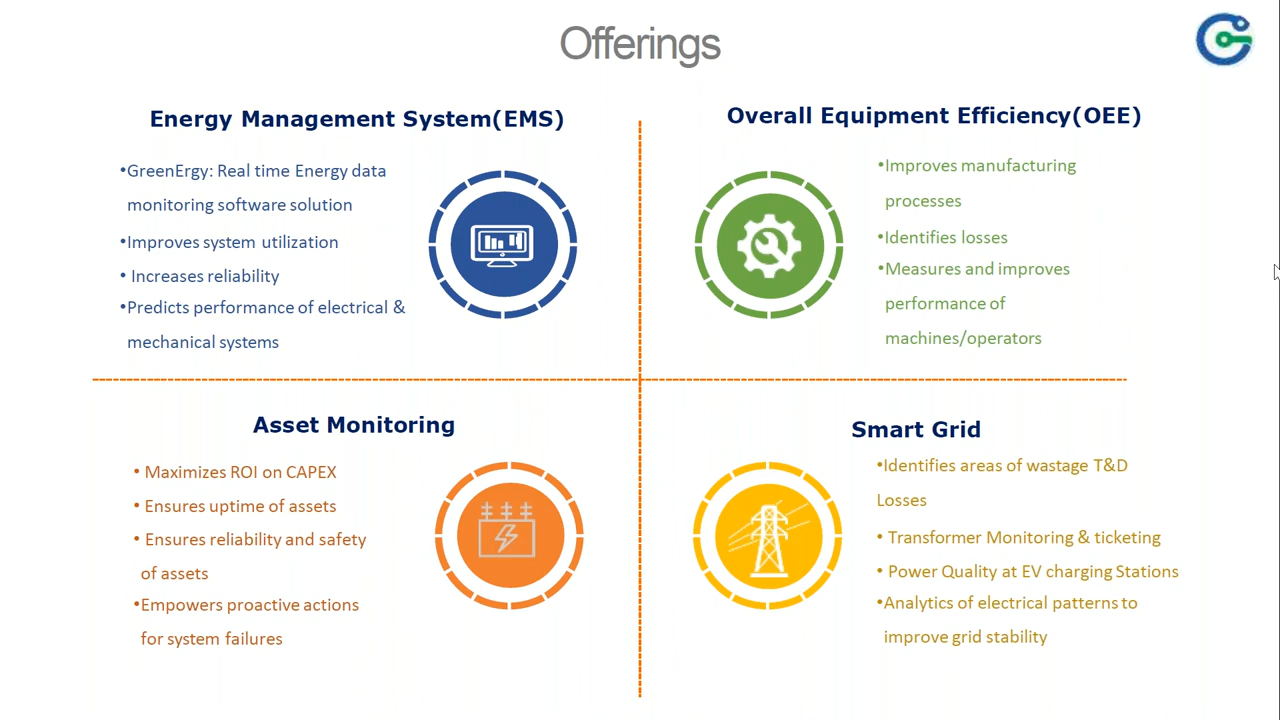 Offerings
Energy Management System(EMS)
•GreenErgy: Real time Energy data
monitoring software solution
•Improves system utilization
• Increases reliability
•Predicts performance of electrical &
mechanical systems
Overall Equipment Efficiency(OEE)
•Improves manufacturing
processes
•Identifies losses
•Measures and improves
performance of
machines/operators
Asset Monitoring
• Maximizes ROI on CAPEX
• Ensures uptime of assets
• Ensures reliability and safety
of assets
•Empowers proactive actions
for system failures
Smart Grid
•Identifies areas of wastage T&D
Losses
• Transformer Monitoring & ticketing
• Power Quality at EV charging Stations
•Analytics of electrical patterns to
improve grid stability